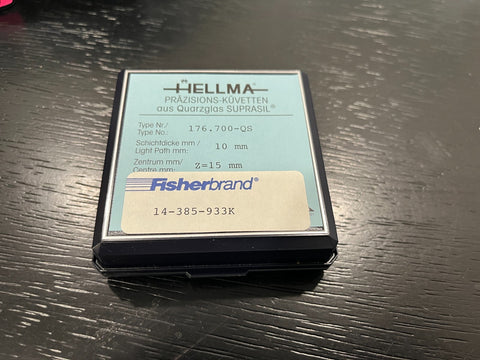 HELLMA®
PRÄZISIONS-KÜVETTEN
aus Quarzglas SUPRASIL®
Type Nr./
Type No.: 176.700-QS
Schichtdicke mm/
Light Path mm: 10 mm
Zentrum mm/
Centre mm: Z=15 mm
Fisherbrand®
14-385-933K